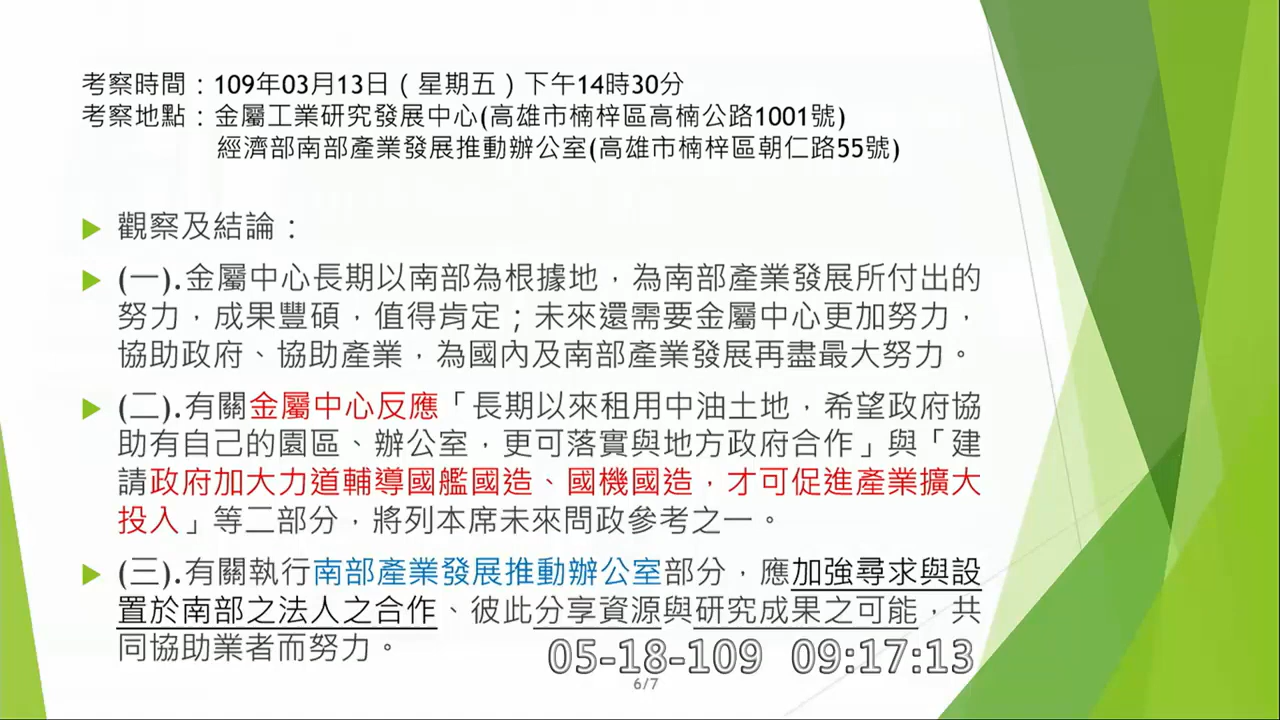 考察時間：109年03月13日（星期五）下午14時30分
考察地點：金屬工業研究發展中心(高雄市楠梓區高楠公路1001號)
經濟部南部產業發展推動辦公室(高雄市楠梓區朝仁路55號)
觀察及結論：
(一).金屬中心長期以南部為根據地，為南部產業發展所付出的
努力，成果豐碩，值得肯定；未來還需要金屬中心更加努力，
協助政府、協助產業，為國內及南部產業發展再盡最大努力。
(二).有關金屬中心反應「長期以來租用中油土地，希望政府協
助有自己的園區、辦公室，更可落實與地方政府合作」與「建
請政府加大力道輔導國艦國造、國機國造，才可促進產業擴大
投入」等二部分，將列本席未來問政參考之一。
(三).有關執行南部產業發展推動辦公室部分，應加強尋求與設
置於南部之法人之合作、彼此分享資源與研究成果之可能，共
同協助業者而努力。
05-18-109 09:17:13
6/7